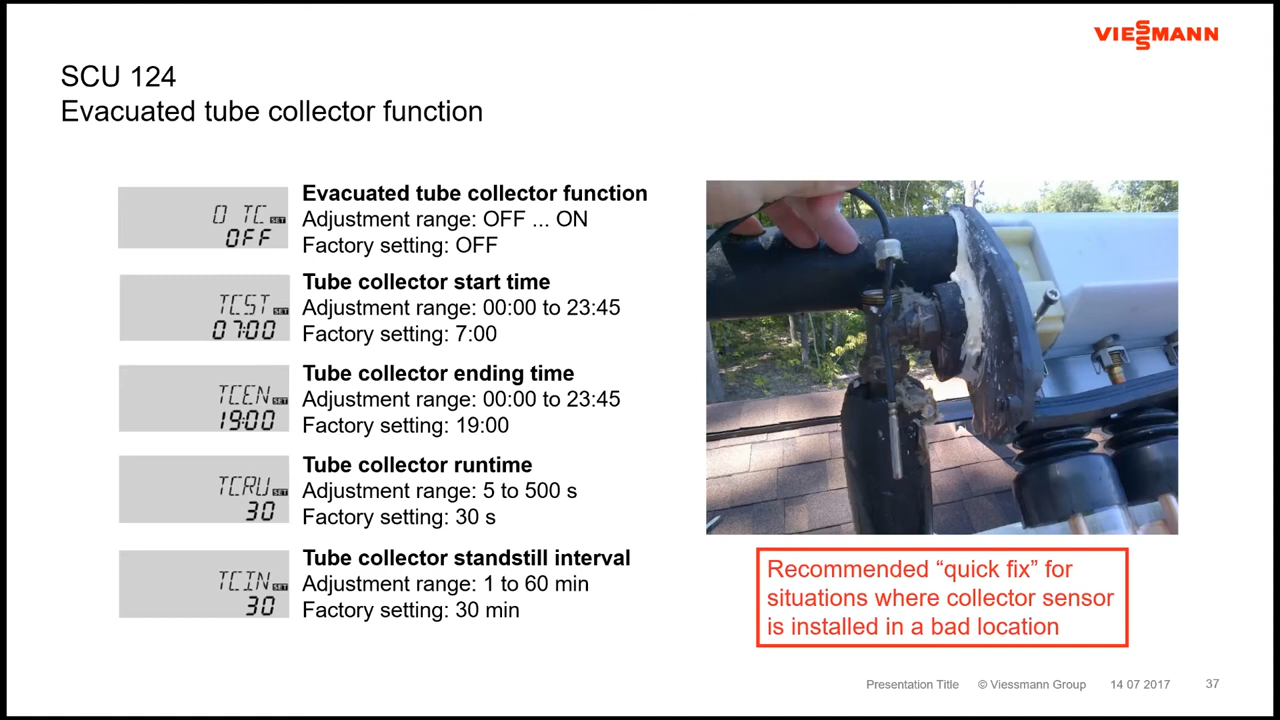 VIESSMANN
SCU 124
Evacuated tube collector function
O TC SET
OFF
Evacuated tube collector function
Adjustment range: OFF ... ON
Factory setting: OFF
TCST SET
07:00
Tube collector start time
Adjustment range: 00:00 to 23:45
Factory setting: 7:00
TCEN SET
19:00
Tube collector ending time
Adjustment range: 00:00 to 23:45
Factory setting: 19:00
TCRU SET
30
Tube collector runtime
Adjustment range: 5 to 500 s
Factory setting: 30 s
TCIN SET
30
Tube collector standstill interval
Adjustment range: 1 to 60 min
Factory setting: 30 min
Recommended “quick fix” for
situations where collector sensor
is installed in a bad location
Presentation Title © Viessmann Group 14 07 2017 37